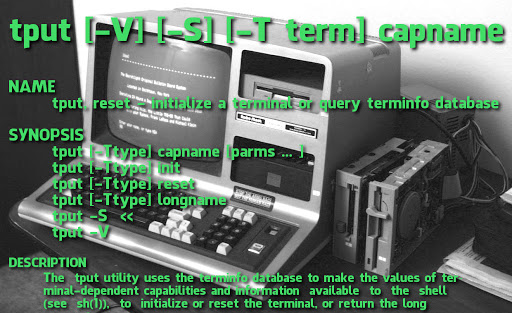 tput [-V] [-S] [-T term] capname
NAME
tput, reset - initialize a terminal or query terminfo database
SYNOPSIS
tput [-Ttype] capname [parms ... ]
tput [-Ttype] init
tput [-Ttype] reset
tput [-Ttype] longname
tput -S <<
tput -V
DESCRIPTION
The tput utility uses the terminfo database to make the values of ter
minal-dependent capabilities and information available to the shell
(see sh(1)), to initialize or reset the terminal, or return the long